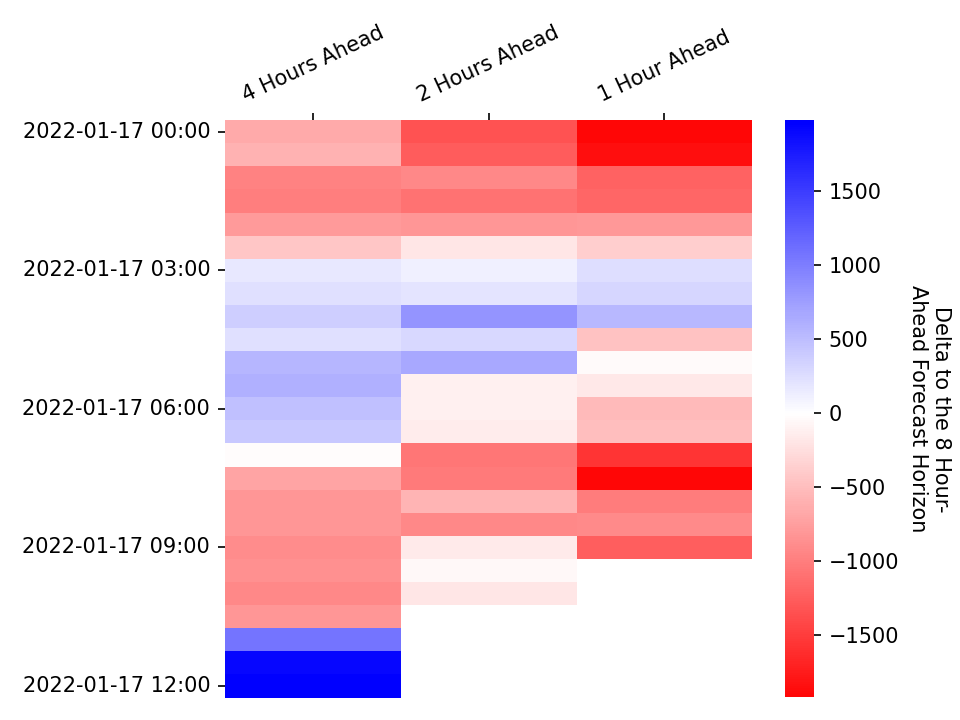 4 Hours Ahead
2 Hours Ahead
1 Hour Ahead
2022-01-17 00:00
2022-01-17 03:00
2022-01-17 06:00
2022-01-17 09:00
2022-01-17 12:00
1500
1000
500
0
−500
−1000
−1500
Delta to the 8 Hour-
Ahead Forecast Horizon